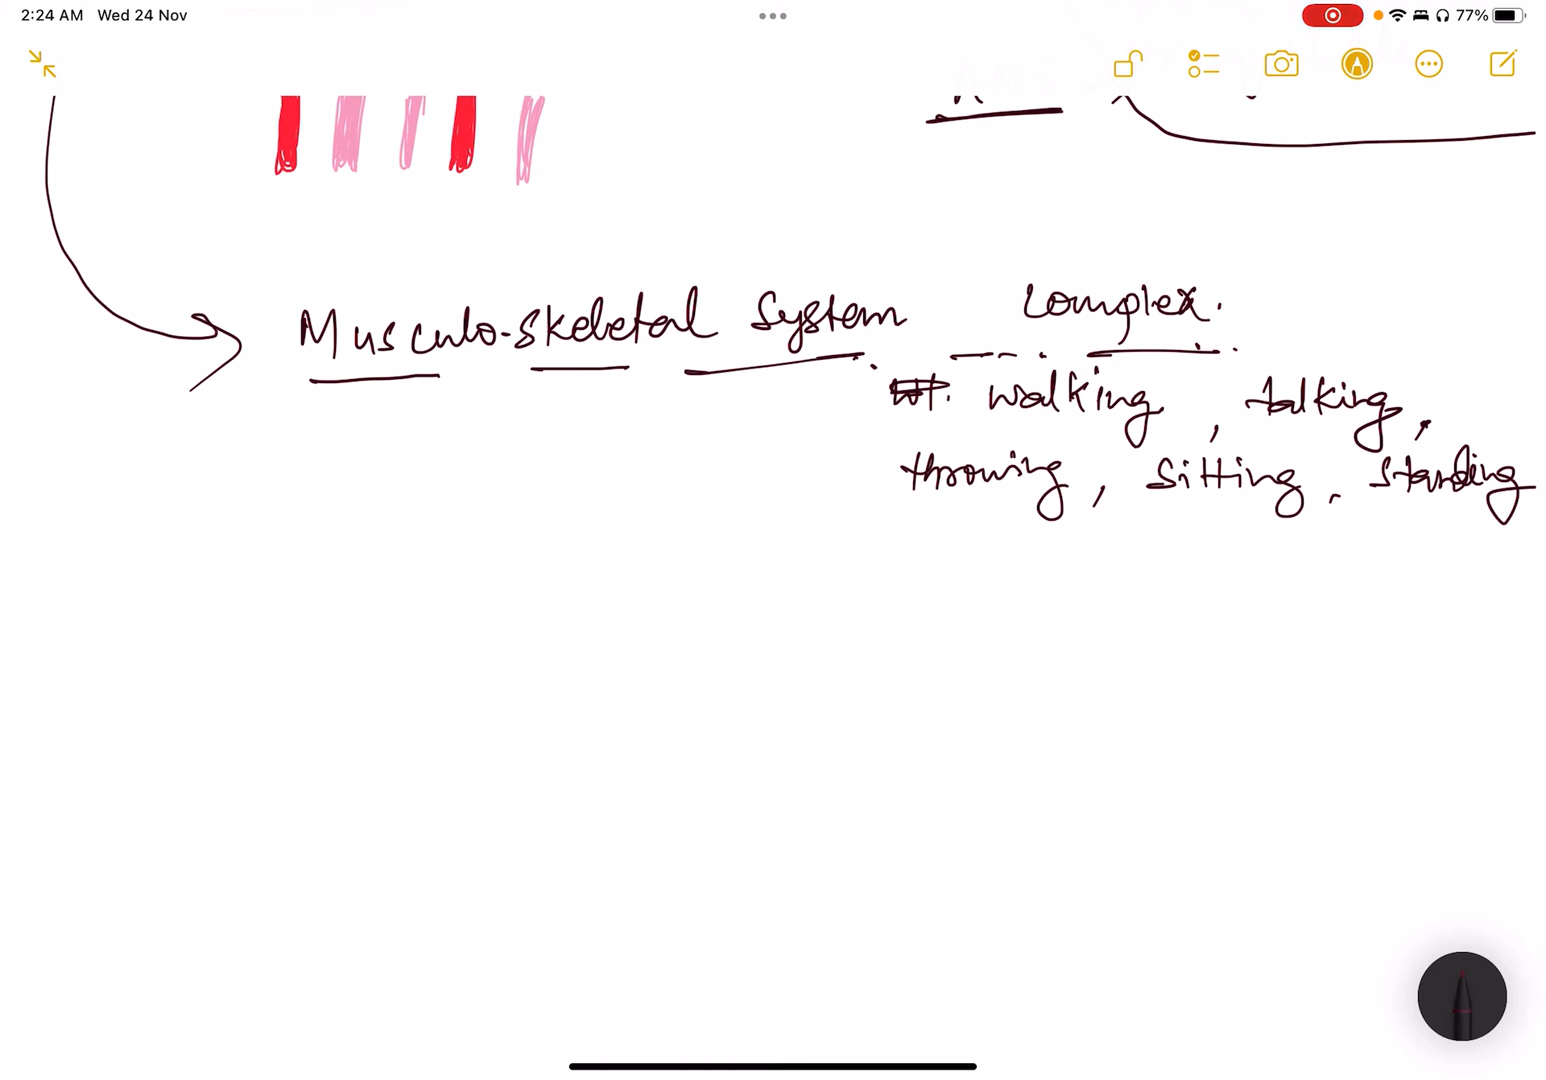 2:24 AM Wed 24 Nov
77%
Musculo-skeletal System complex.
walking, talking,
throwing, sitting, standing